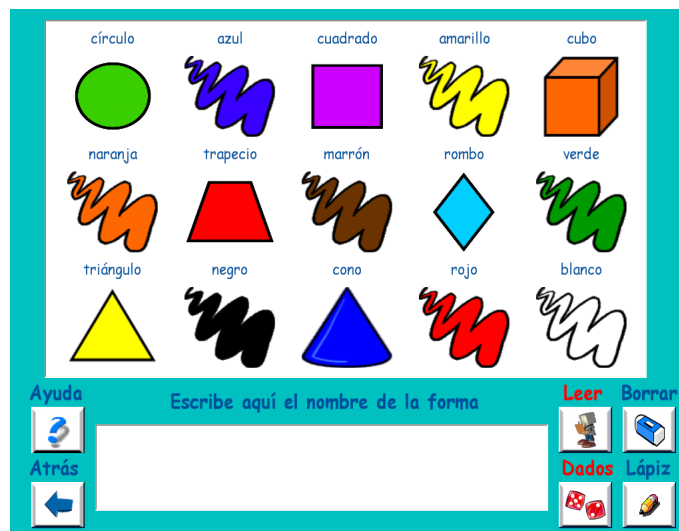 círculo azul cuadrado amarillo cubo
naranja trapecio marrón rombo verde
triángulo negro cono rojo blanco
Ayuda
Escribe aquí el nombre de la forma
Leer Borrar
Atrás
Dados Lápiz